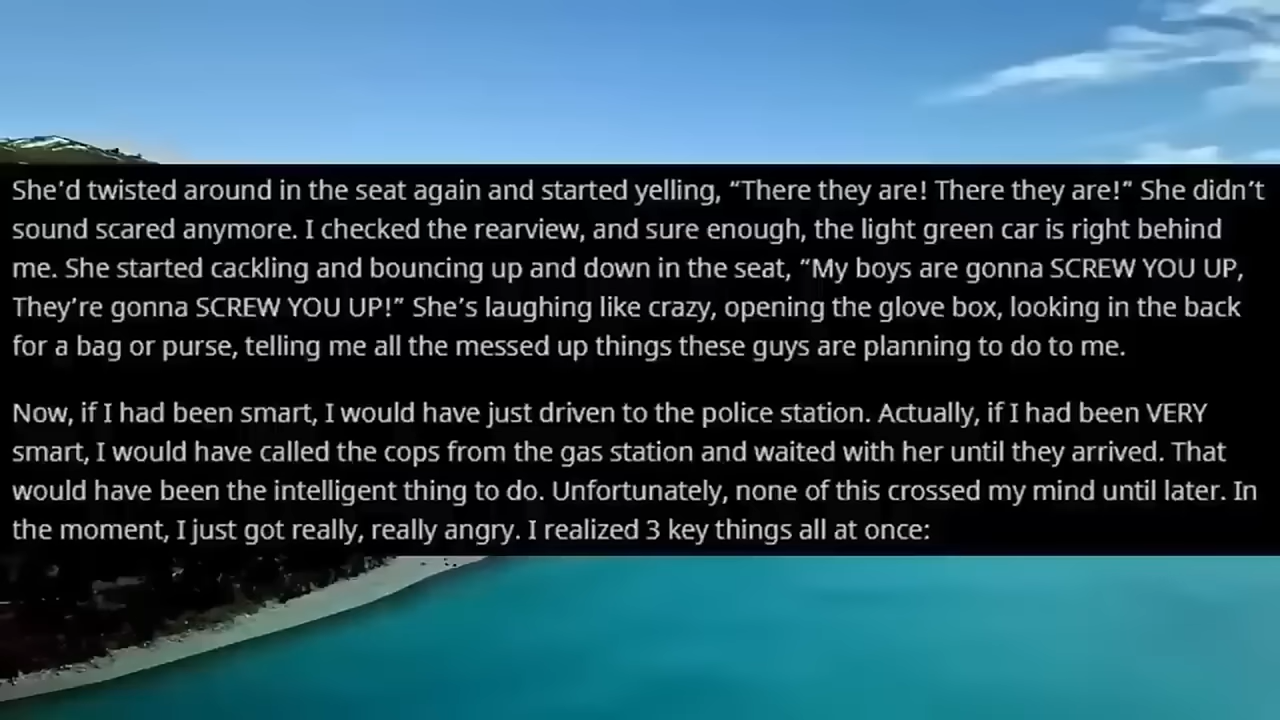 She’d twisted around in the seat again and started yelling, “There they are! There they are!” She didn’t
sound scared anymore. I checked the rearview, and sure enough, the light green car is right behind
me. She started cackling and bouncing up and down in the seat, “My boys are gonna SCREW YOU UP,
They’re gonna SCREW YOU UP!” She’s laughing like crazy, opening the glove box, looking in the back
for a bag or purse, telling me all the messed up things these guys are planning to do to me.
Now, if I had been smart, I would have just driven to the police station. Actually, if I had been VERY
smart, I would have called the cops from the gas station and waited with her until they arrived. That
would have been the intelligent thing to do. Unfortunately, none of this crossed my mind until later. In
the moment, I just got really, really angry. I realized 3 key things all at once: